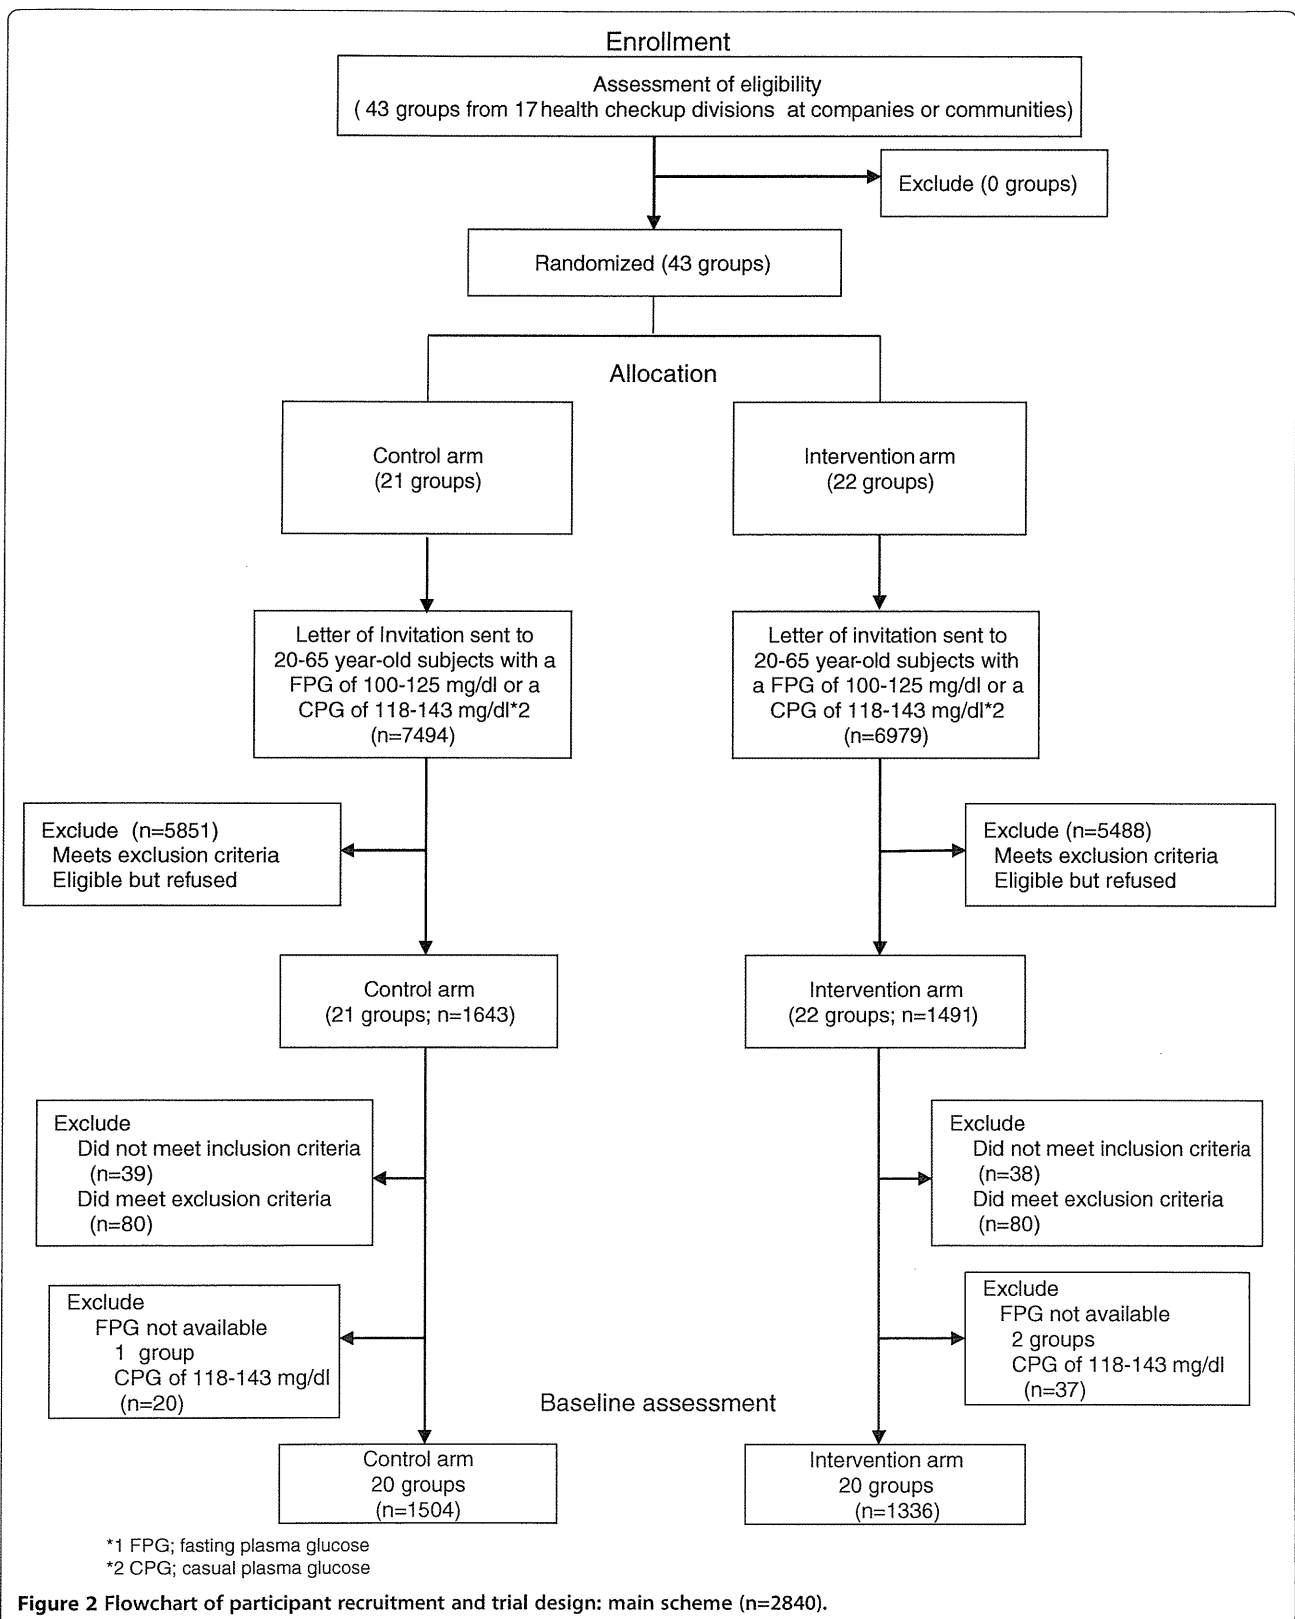 Enrollment
Assessment of eligibility
( 43 groups from 17 health checkup divisions at companies or communities)
Exclude (0 groups)
Randomized (43 groups)
Allocation
Control arm
(21 groups)
Intervention arm
(22 groups)
Letter of Invitation sent to
20-65 year-old subjects with a
FPG of 100-125 mg/dl or a
CPG of 118-143 mg/dl*2
(n=7494)
Letter of invitation sent to
20-65 year-old subjects with
a FPG of 100-125 mg/dl or a
CPG of 118-143 mg/dl*2
(n=6979)
Exclude (n=5851)
Meets exclusion criteria
Eligible but refused
Exclude (n=5488)
Meets exclusion criteria
Eligible but refused
Control arm
(21 groups; n=1643)
Intervention arm
(22 groups; n=1491)
Exclude
Did not meet inclusion criteria
(n=39)
Did meet exclusion criteria
(n=80)
Exclude
Did not meet inclusion criteria
(n=38)
Did meet exclusion criteria
(n=80)
Exclude
FPG not available
1 group
CPG of 118-143 mg/dl
(n=20)
Exclude
FPG not available
2 groups
CPG of 118-143 mg/dl
(n=37)
Baseline assessment
Control arm
20 groups
(n=1504)
Intervention arm
20 groups
(n=1336)
*1 FPG; fasting plasma glucose
*2 CPG; casual plasma glucose
Figure 2 Flowchart of participant recruitment and trial design: main scheme (n=2840).